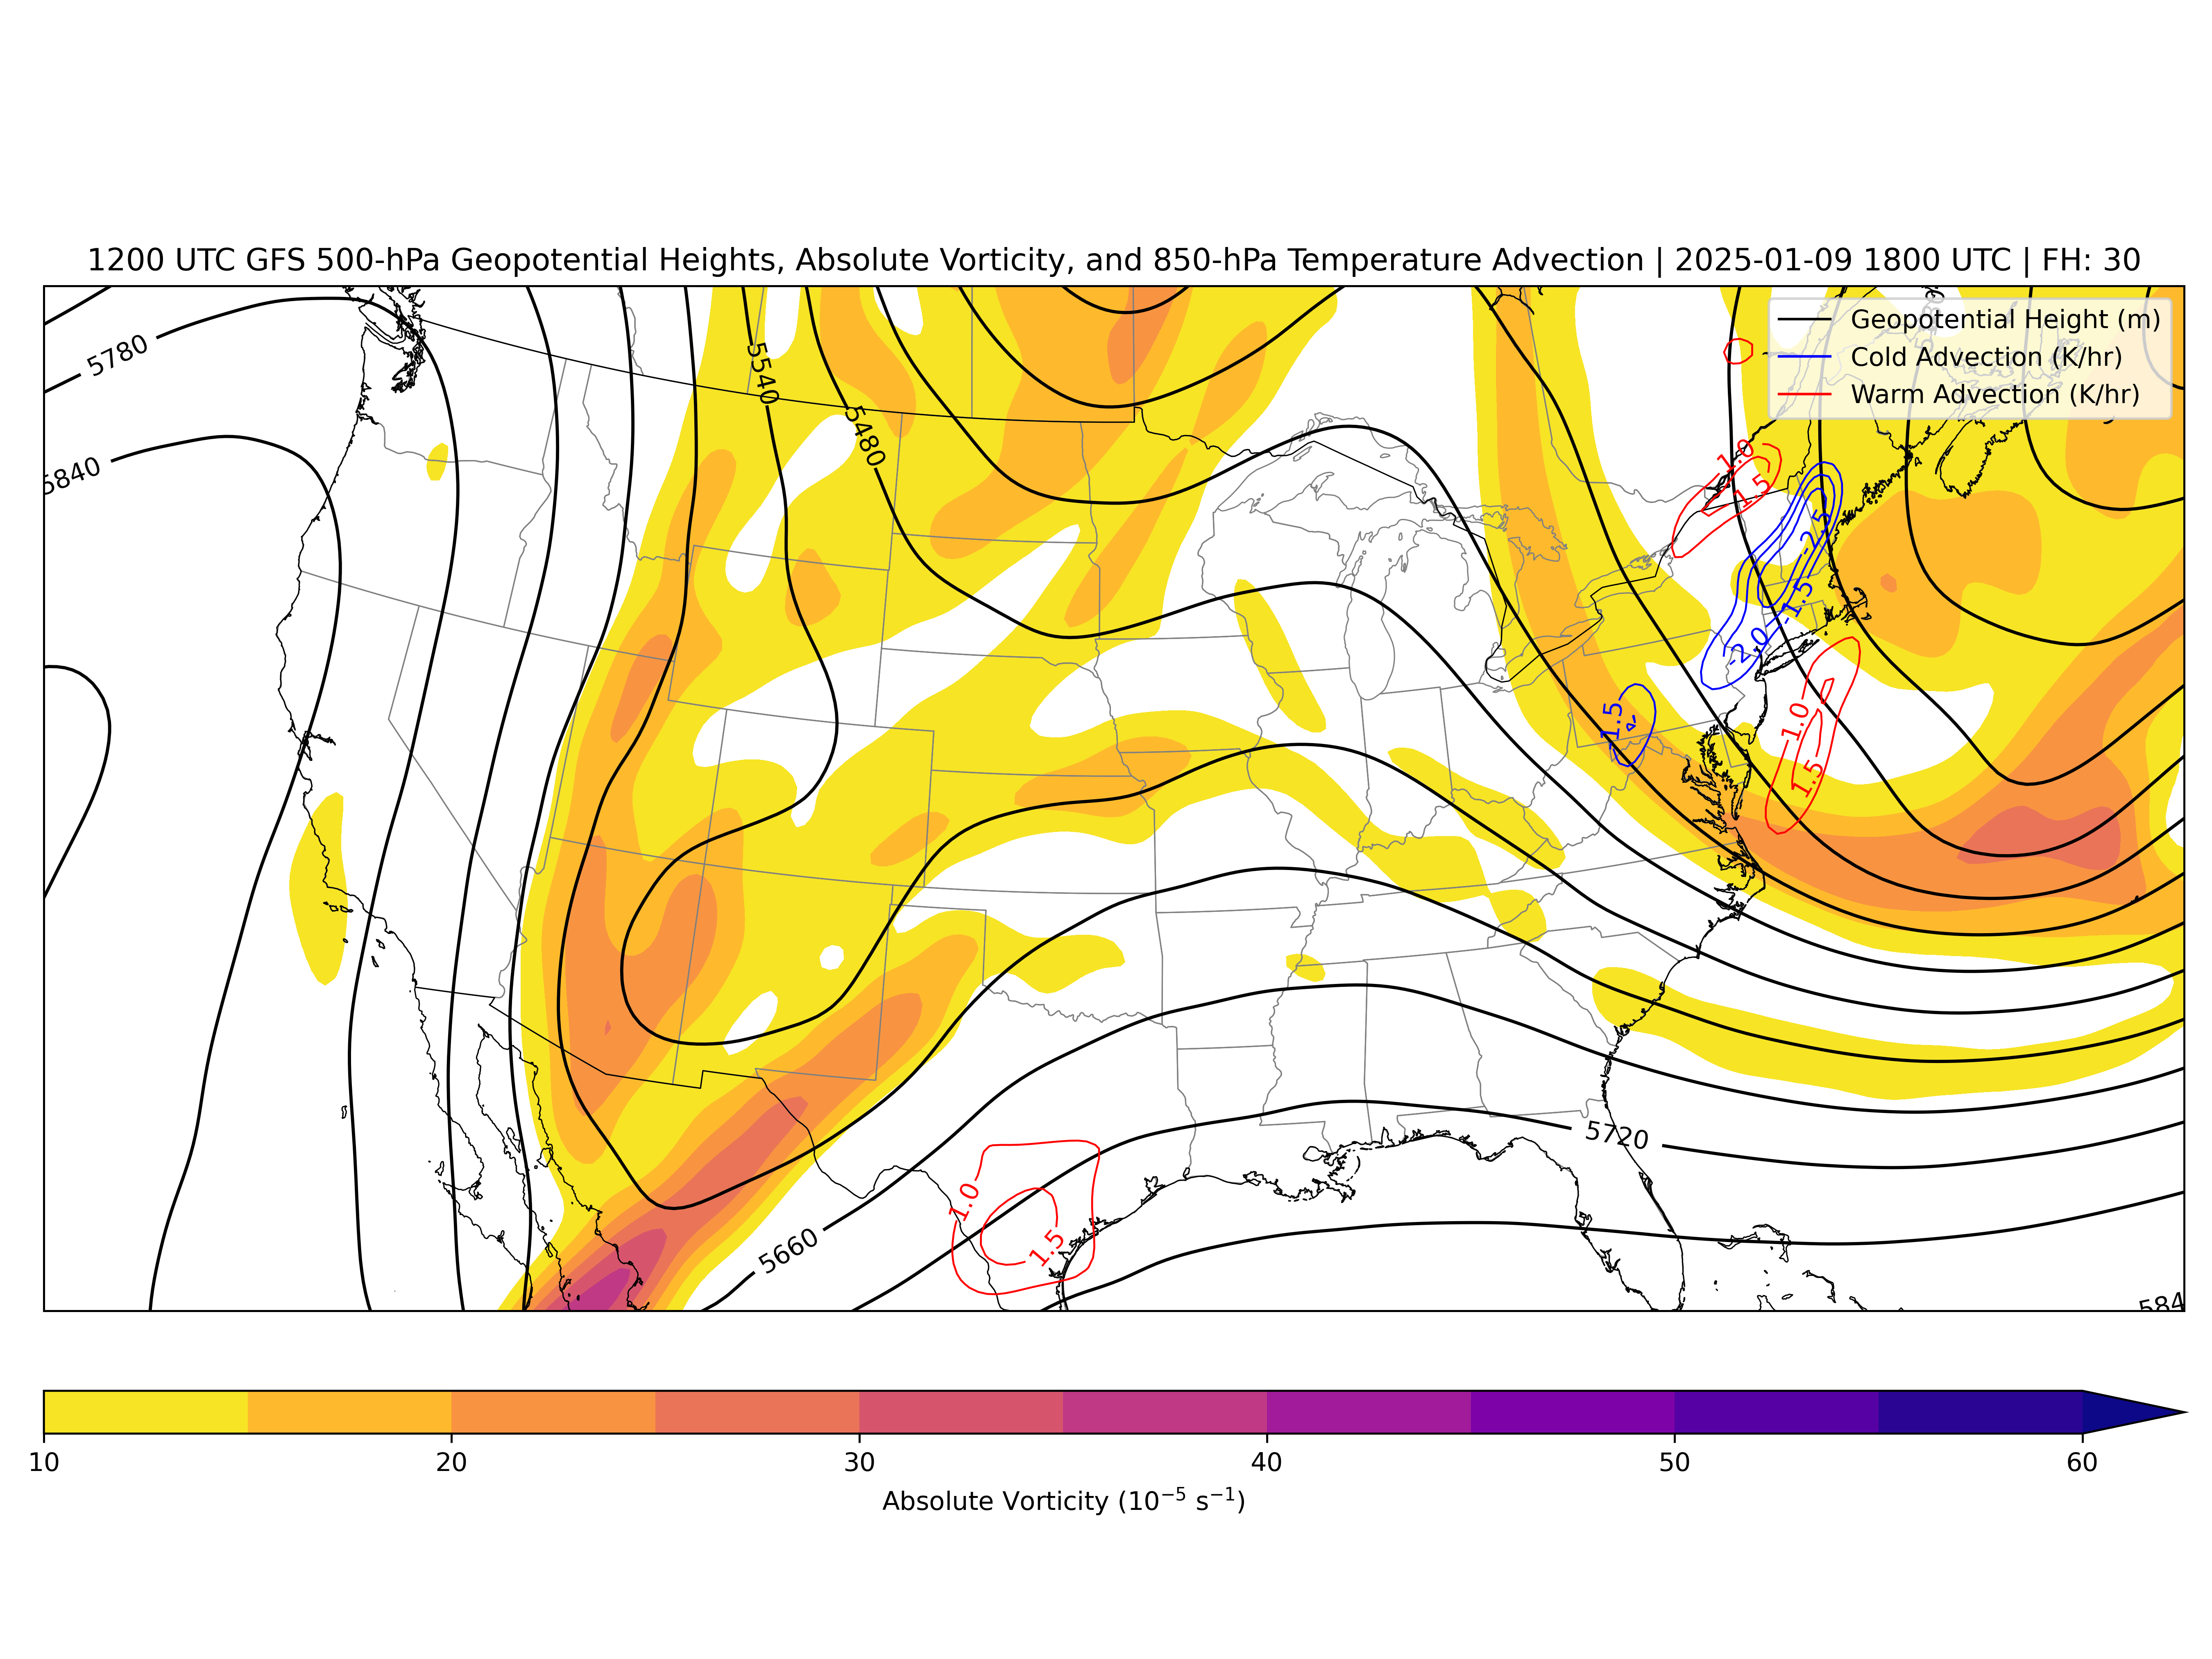 1200 UTC GFS 500-hPa Geopotential Heights, Absolute Vorticity, and 850-hPa Temperature Advection | 2025-01-09 1800 UTC | FH: 30
Geopotential Height (m)
Cold Advection (K/hr)
Warm Advection (K/hr)
5780
5540
5480
5840
1.0
1.5
-2.5
-1.5
-2.0
-1.5
1.0
1.5
5720
1.0
1.5
5660
584
10 20 30 40 50 60
Absolute Vorticity (10⁻⁵ s⁻¹)